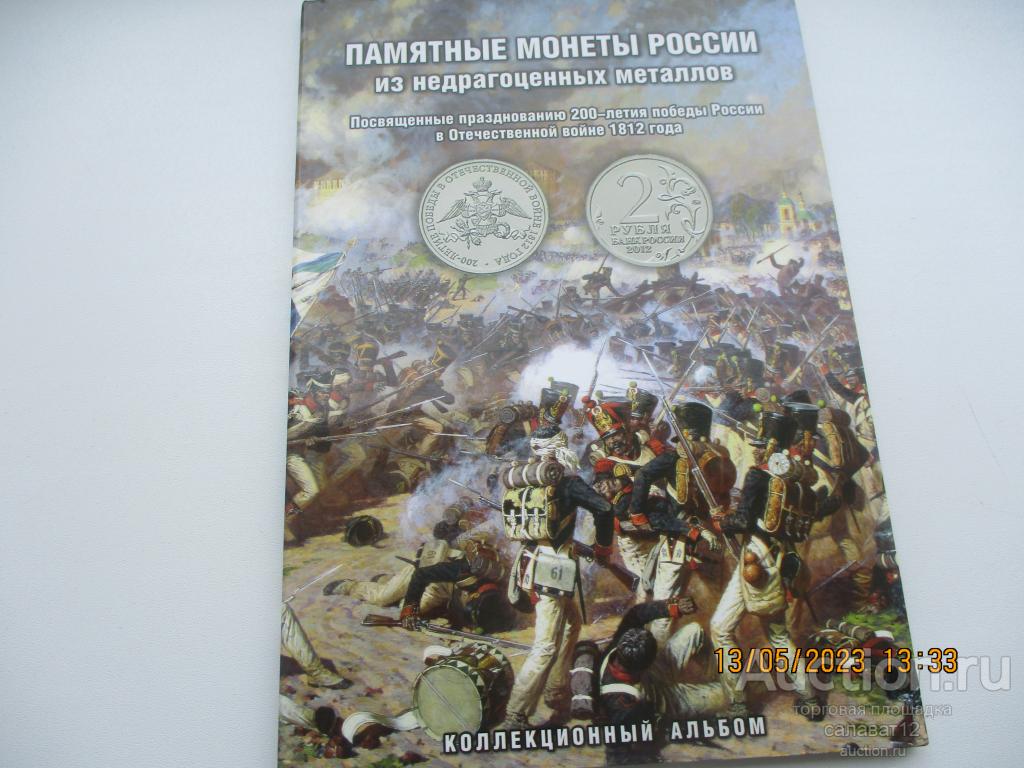 ПАМЯТНЫЕ МОНЕТЫ РОССИИ
из недрагоценных металлов
Посвященные празднованию 200-летия победы России
в Отечественной войне 1812 года
200-ЛЕТИЕ ПОБЕДЫ В ОТЕЧЕСТВЕННОЙ ВОЙНЕ 1812 ГОДА
2
РУБЛЯ
БАНК РОССИИ
2012
61
13/05/2023 13:33
Auction.ru
торговая площадка
салават12
auction.ru
КОЛЛЕКЦИОННЫЙ АЛЬБОМ